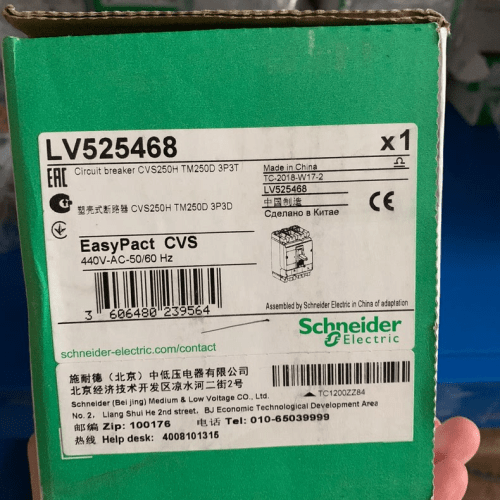 LV525468 x1
EAC Circuit breaker CVS250H TM250D 3P3T
Made in China
TC-2018-W17-2
LV525468
中国制造
Сделано в Китае
CE
塑壳式断路器 CVS250H TM250D 3P3D
EasyPact CVS
440V-AC-50/60 Hz
3 606480 239564
Assembled by Schneider Electric in China of adaptation
Schneider
Electric
schneider-electric.com/contact
施耐德（北京）中低压电器有限公司
北京经济技术开发区凉水河二街2号
TC1200ZZ84
Schneider (Bei jing) Medium & Low Voltage CO., Ltd.
No. 2, Liang Shui He 2nd street, BJ Economic Technological Development Area
邮编 Zip: 100176 电话 Tel: 010-65039999
热线 Help desk: 4008101315